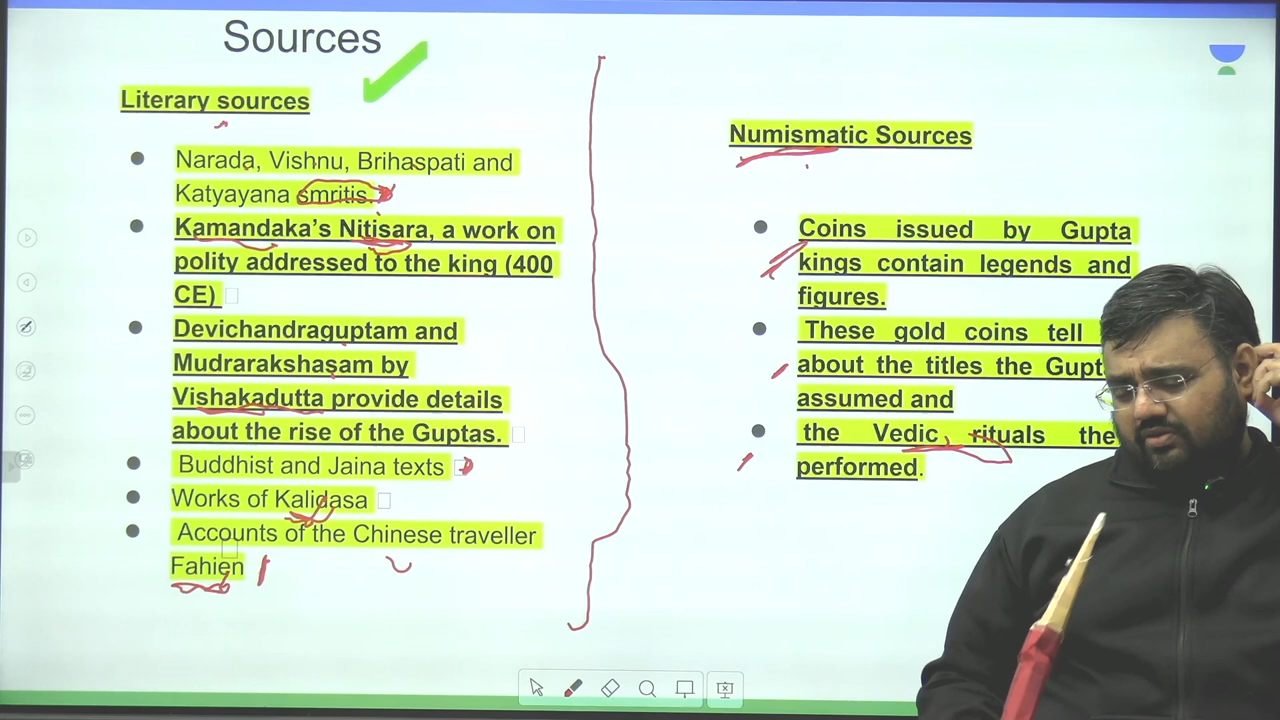 Sources
Literary sources
Narada, Vishnu, Brihaspati and
Katyayana smritis.
Kamandaka's Nitisara, a work on
polity addressed to the king (400
CE)
Devichandraguptam and
Mudrarakshasam by
Vishakadutta provide details
about the rise of the Guptas.
Buddhist and Jaina texts
Works of Kalidasa
Accounts of the Chinese traveller
Fahien
Numismatic Sources
Coins issued by Gupta
kings contain legends and
figures.
These gold coins tell
about the titles the Gupt
assumed and
the Vedic rituals the
performed.